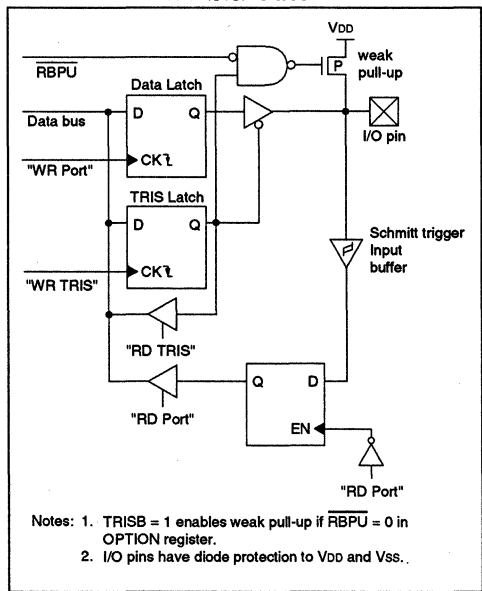 VDD
weak
pull-up
P
RBPU
Data Latch
Data bus
D
Q
I/O pin
"WR Port"
CK
TRIS Latch
D
Q
Schmitt trigger
Input
buffer
"WR TRIS"
CK
"RD TRIS"
Q
D
"RD Port"
EN
"RD Port"
Notes: 1. TRISB = 1 enables weak pull-up if RBPU = 0 in
OPTION register.
2. I/O pins have diode protection to VDD and VSS.